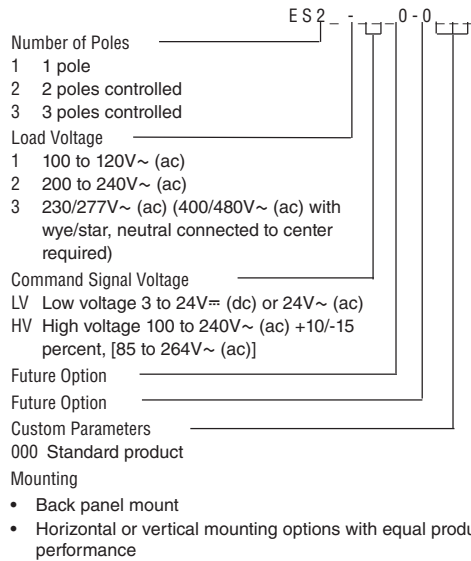 ES2_-__0-0___
Number of Poles
1 1 pole
2 2 poles controlled
3 3 poles controlled
Load Voltage
1 100 to 120V~ (ac)
2 200 to 240V~ (ac)
3 230/277V~ (ac) (400/480V~ (ac) with
wye/star, neutral connected to center
required)
Command Signal Voltage
LV Low voltage 3 to 24V⎓ (dc) or 24V~ (ac)
HV High voltage 100 to 240V~ (ac) +10/-15
percent, [85 to 264V~ (ac)]
Future Option
Future Option
Custom Parameters
000 Standard product
Mounting
• Back panel mount
• Horizontal or vertical mounting options with equal
performance